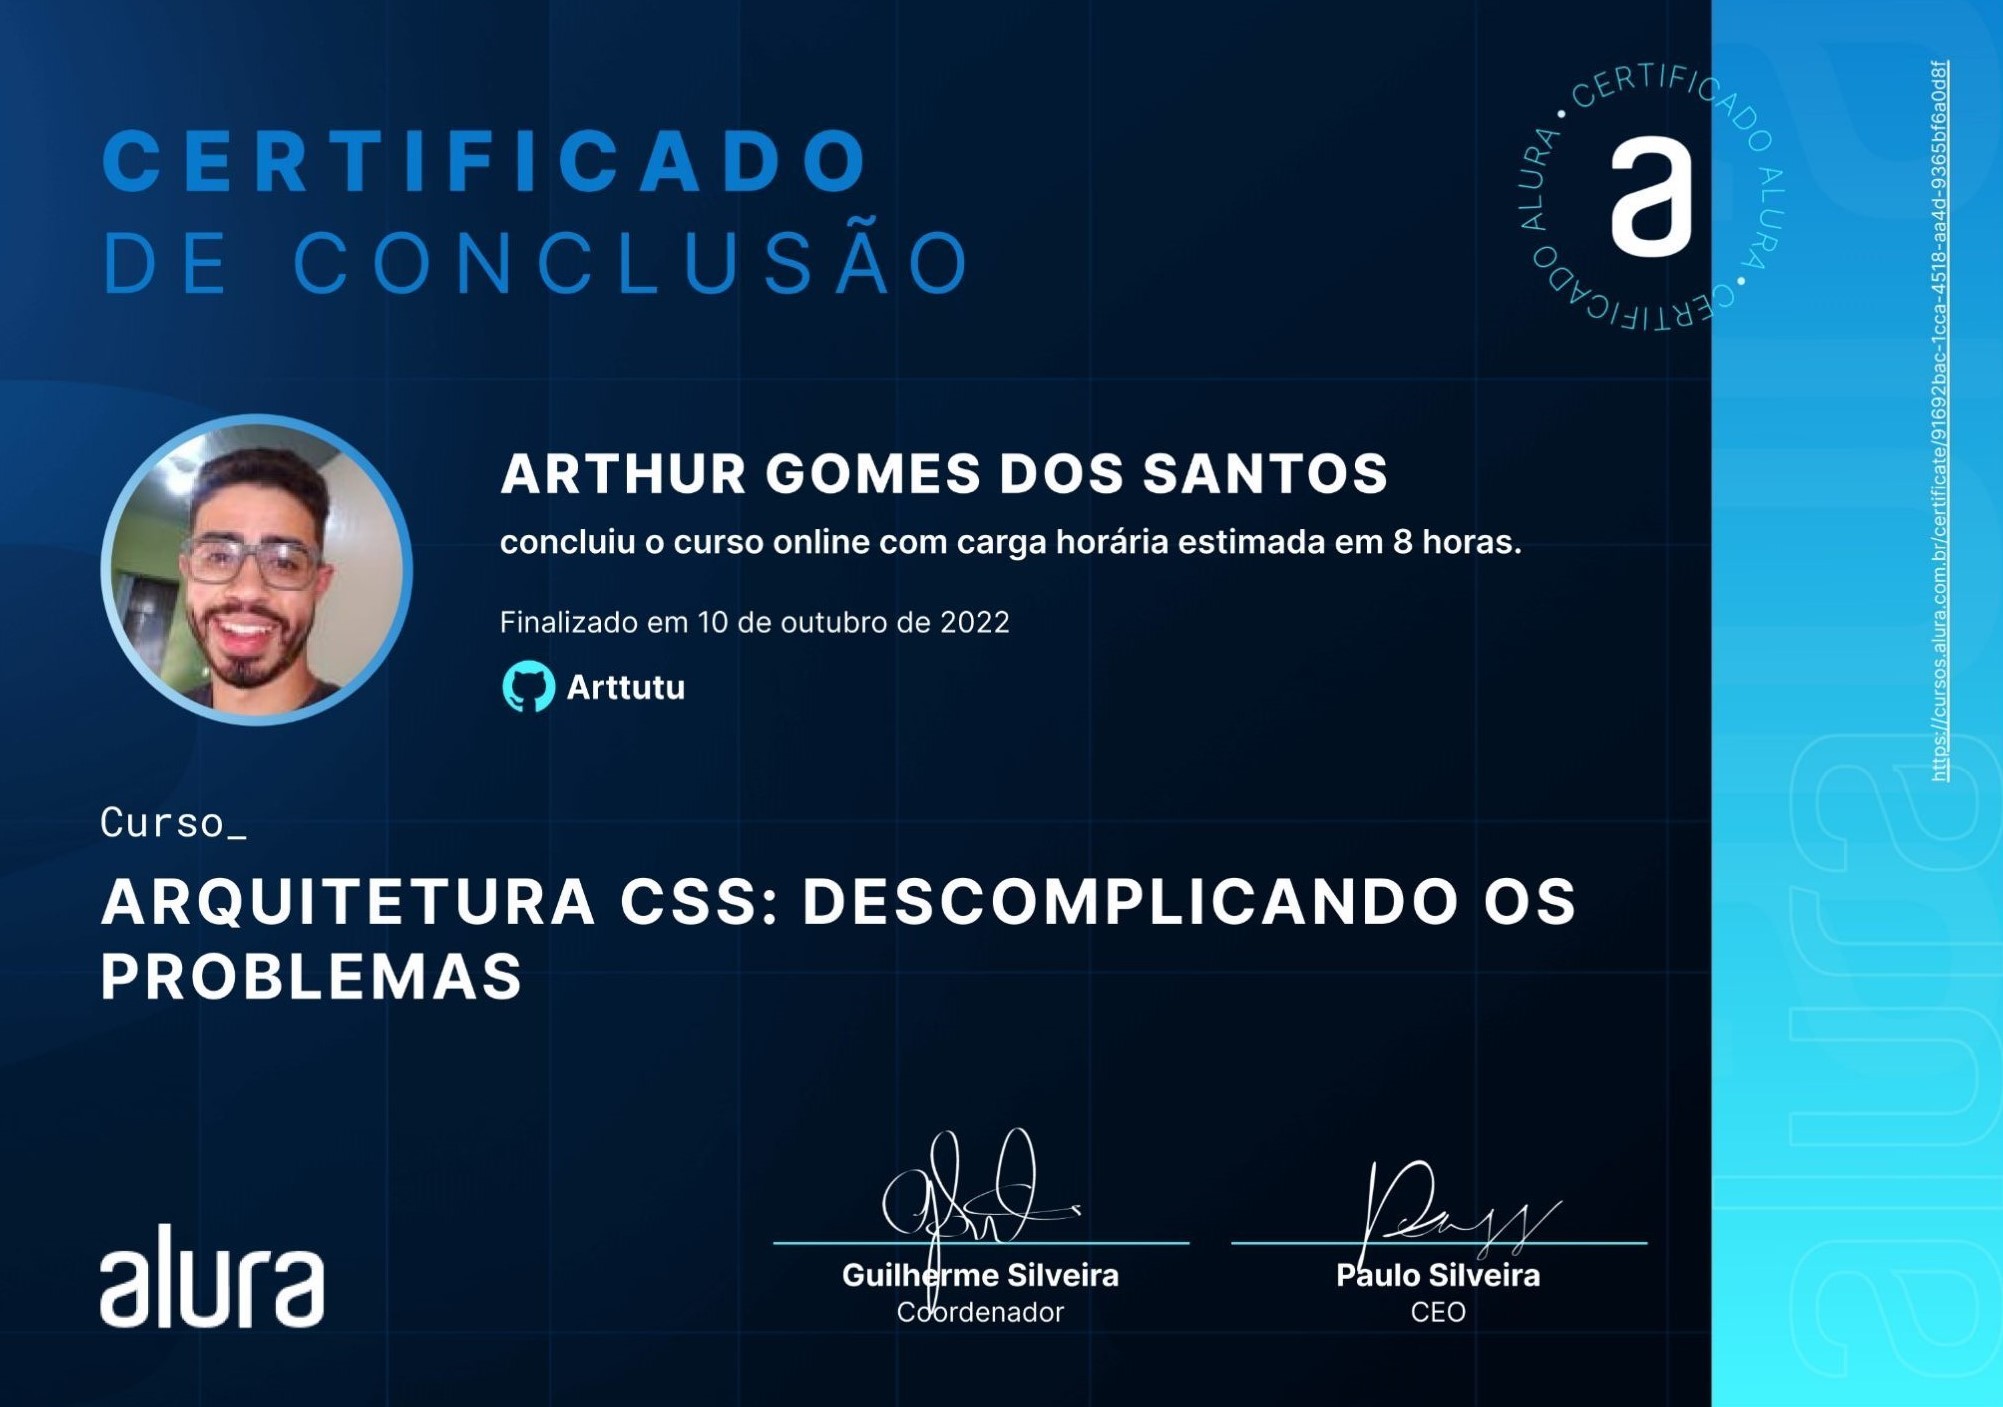 CERTIFICADO
DE CONCLUSÃO
• CERTIFICADO ALURA • CERTIFICADO ALURA
a
https://cursos.alura.com.br/certificate/91692bac-1cca-4518-aa4d-9365bf6a0d8f
ARTHUR GOMES DOS SANTOS
concluiu o curso online com carga horária estimada em 8 horas.
Finalizado em 10 de outubro de 2022
Arttutu
Curso_
ARQUITETURA CSS: DESCOMPLICANDO OS
PROBLEMAS
alura
Guilherme Silveira
Coordenador
Paulo Silveira
CEO
alura